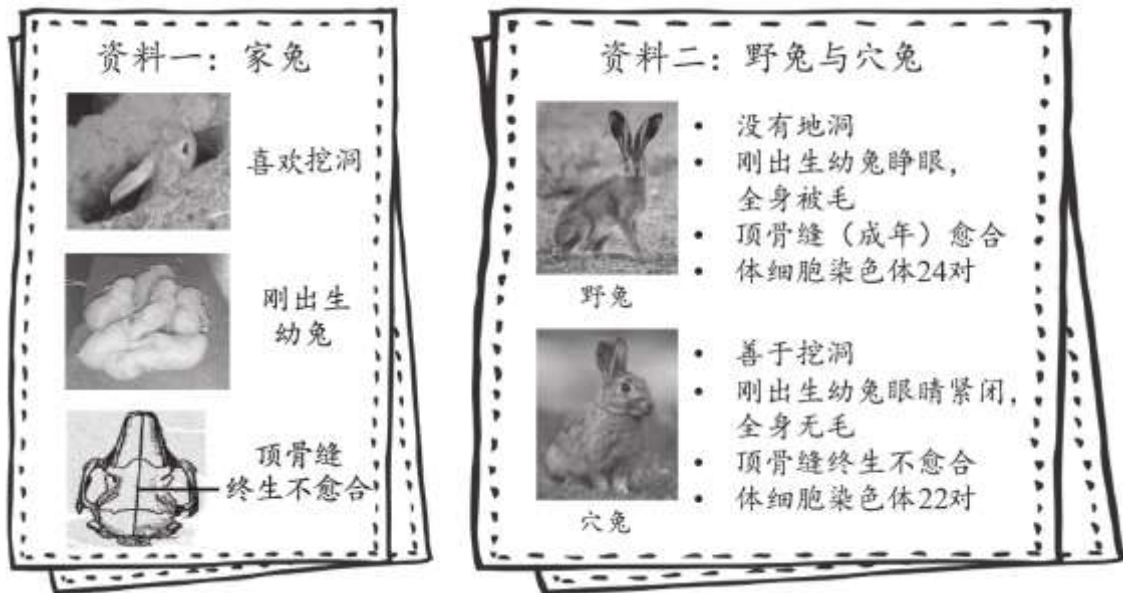 资料一：家兔
喜欢挖洞
刚出生
幼兔
顶骨缝
终生不愈合
资料二：野兔与穴兔
• 没有地洞
• 刚出生幼兔睁眼，
全身被毛
• 顶骨缝（成年）愈合
• 体细胞染色体24对
野兔
• 善于挖洞
• 刚出生幼兔眼睛紧闭，
全身无毛
• 顶骨缝终生不愈合
• 体细胞染色体22对
穴兔